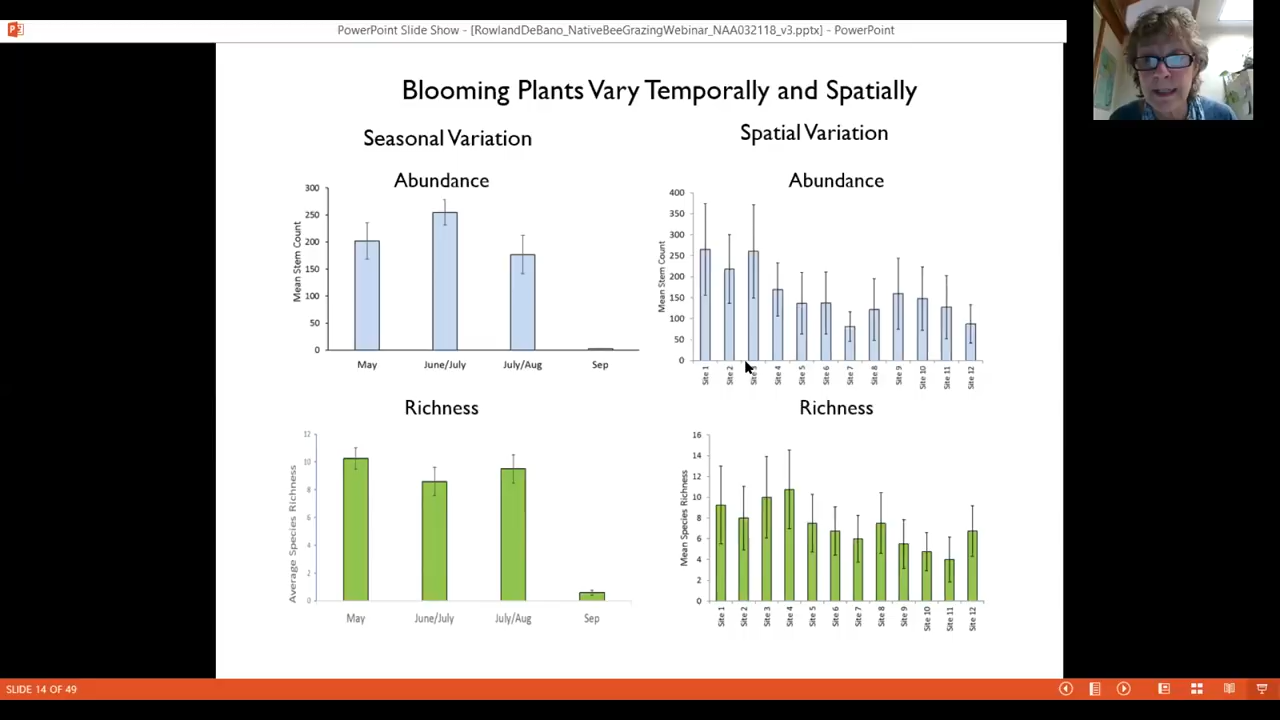 PowerPoint Slide Show - [RowlandDeBano_NativeBeeGrazingWebinar_NAA032118_v3.pptx] - PowerPoint
Blooming Plants Vary Temporally and Spatially
Seasonal Variation
Abundance
300
250
200
150
100
50
0
Mean Stem Count
May June/July July/Aug Sep
Richness
12
10
8
6
4
2
0
Average Species Richness
May June/July July/Aug Sep
Spatial Variation
Abundance
400
350
300
250
200
150
100
50
0
Mean Stem Count
Site 1 Site 2 Site 3 Site 4 Site 5 Site 6 Site 7 Site 8 Site 9 Site 10 Site 11 Site 12
Richness
16
14
12
10
8
6
4
2
0
Mean Species Richness
Site 1 Site 2 Site 3 Site 4 Site 5 Site 6 Site 7 Site 8 Site 9 Site 10 Site 11 Site 12
SLIDE 14 OF 49